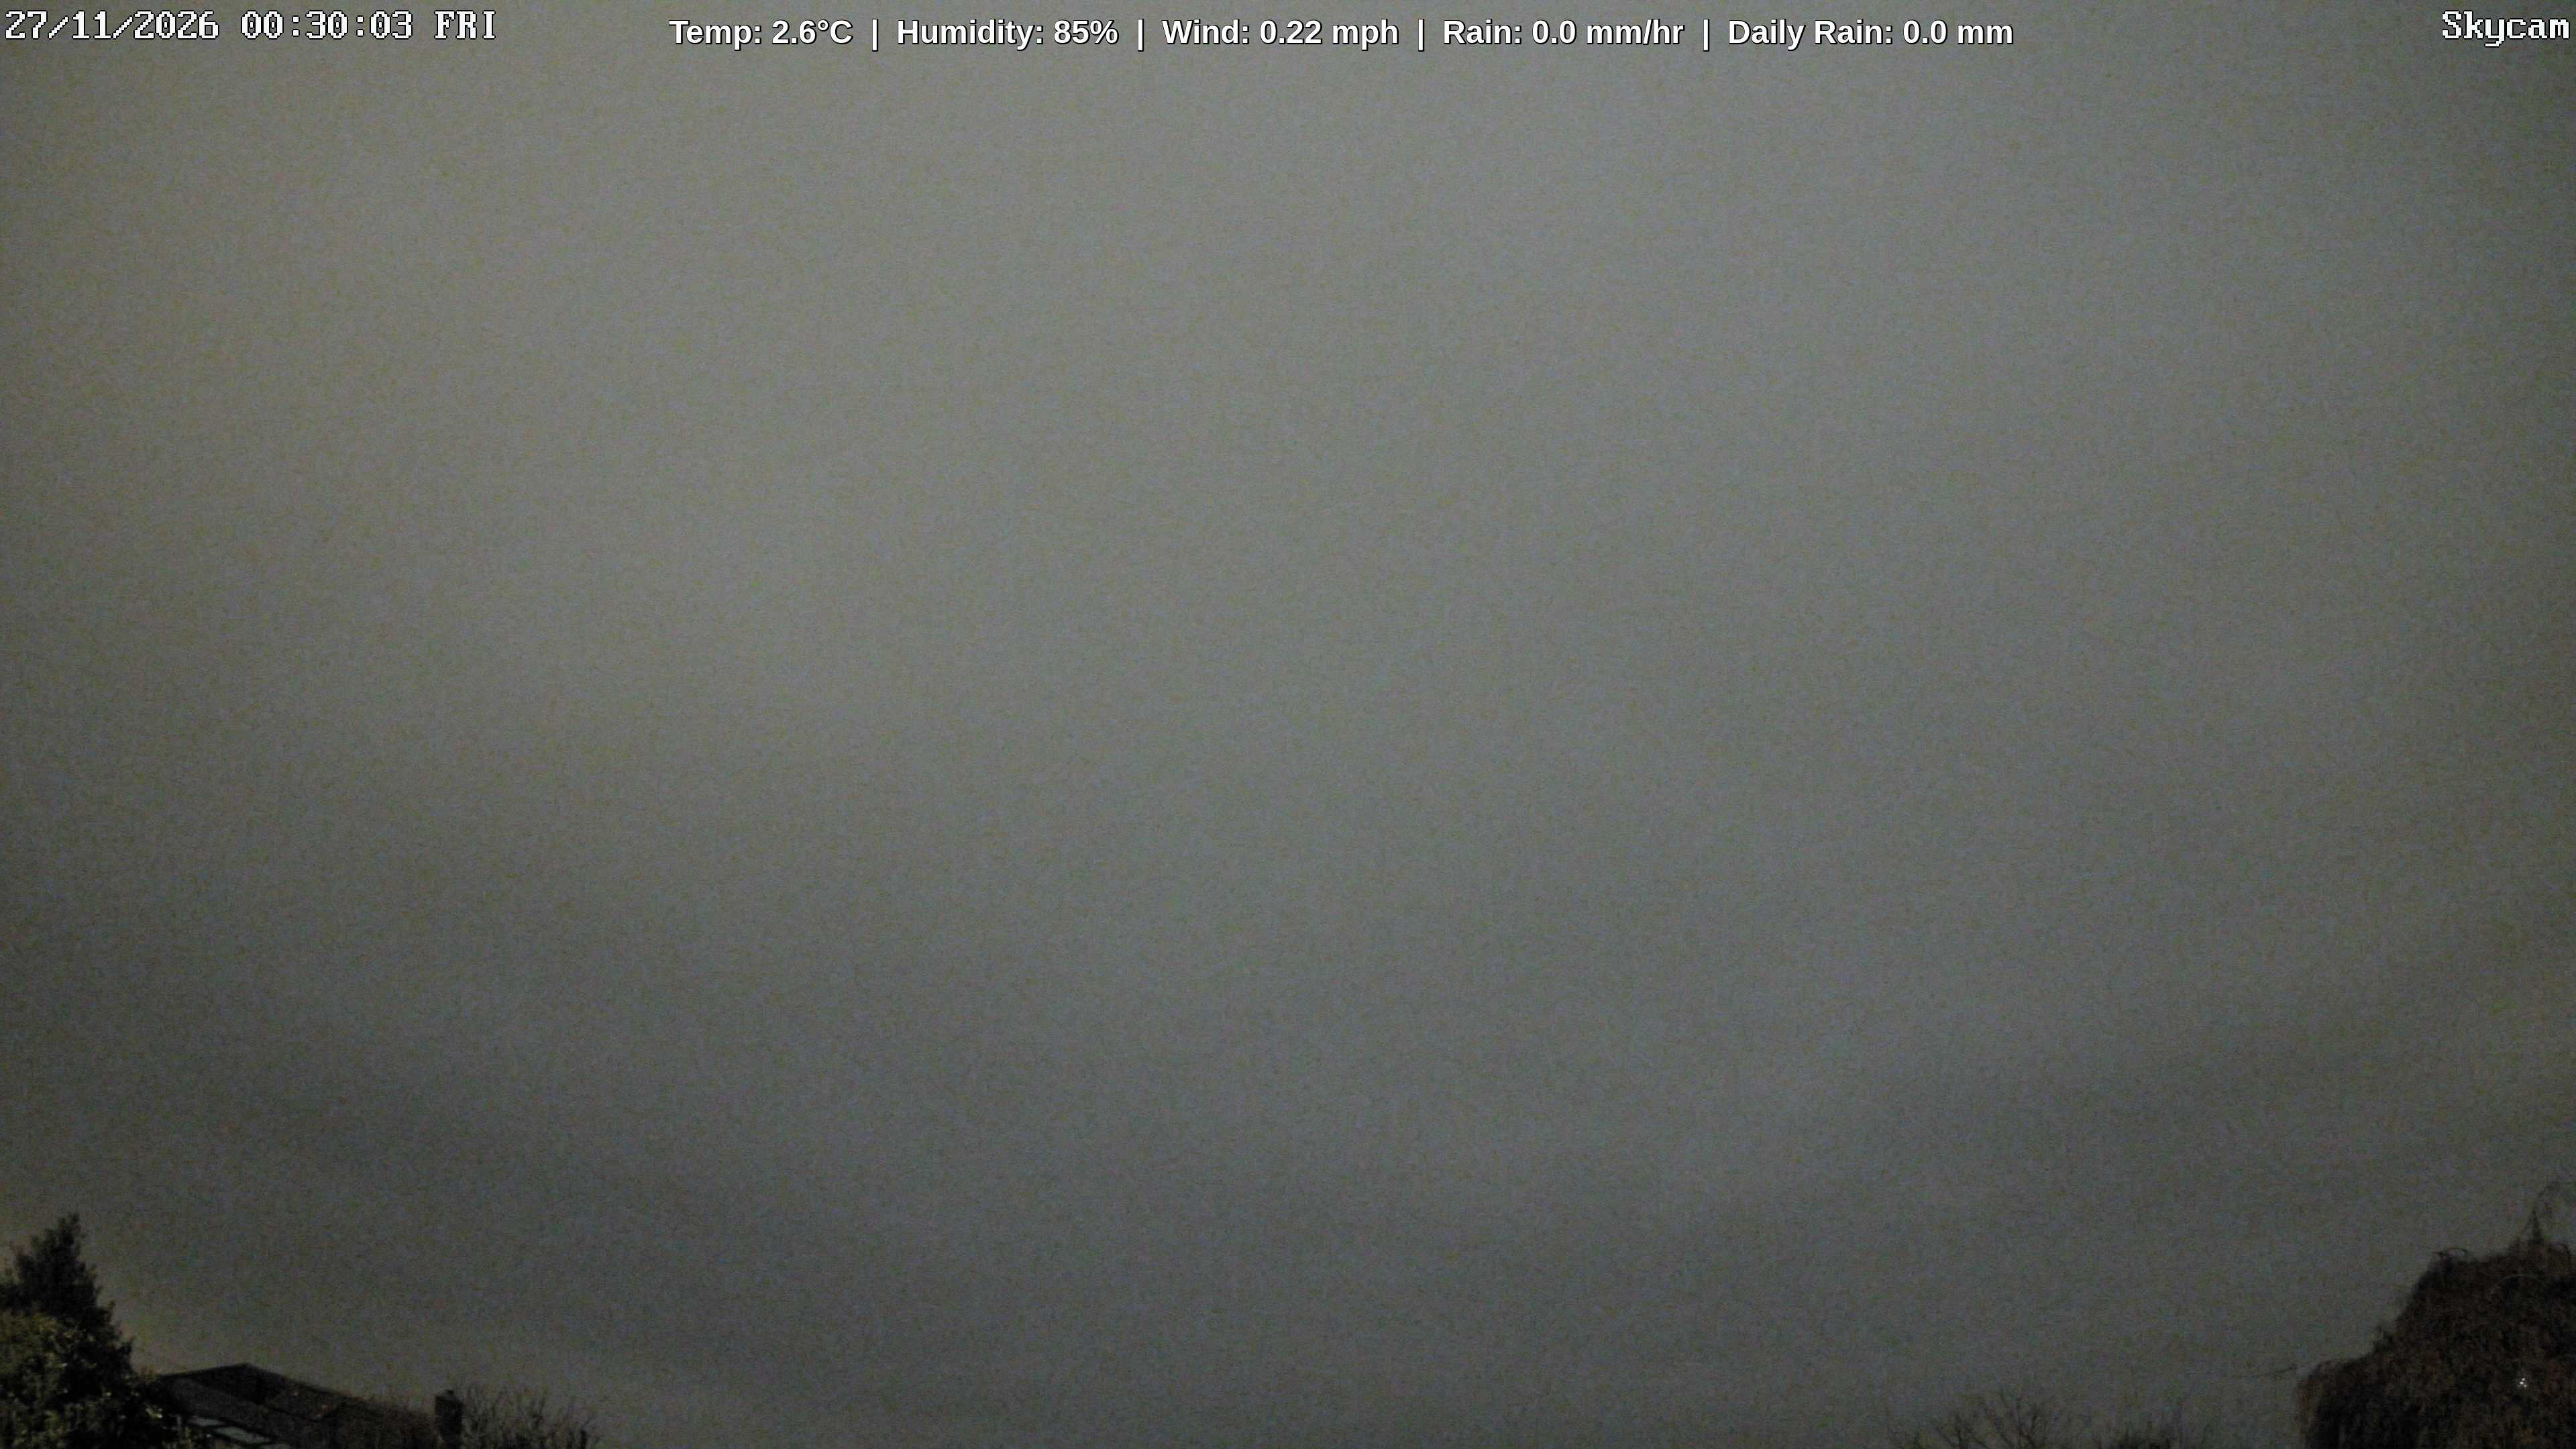 27/11/2026 00:30:03 FRI
Temp: 2.6°C | Humidity: 85% | Wind: 0.22 mph | Rain: 0.0 mm/hr | Daily Rain: 0.0 mm
Skycam